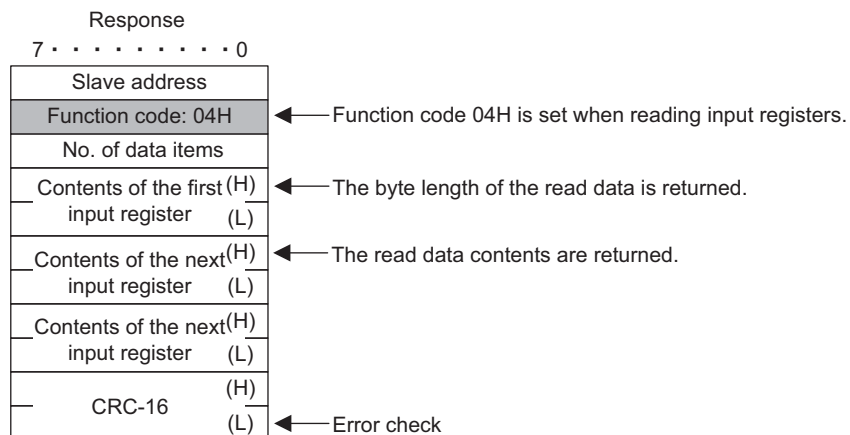 Response
7 · · · · · · · · · 0
Slave address
Function code: 04H
Function code 04H is set when reading input registers.
No. of data items
Contents of the first (H)
input register (L)
The byte length of the read data is returned.
Contents of the next (H)
input register (L)
The read data contents are returned.
Contents of the next (H)
input register (L)
CRC-16 (H)
(L)
Error check